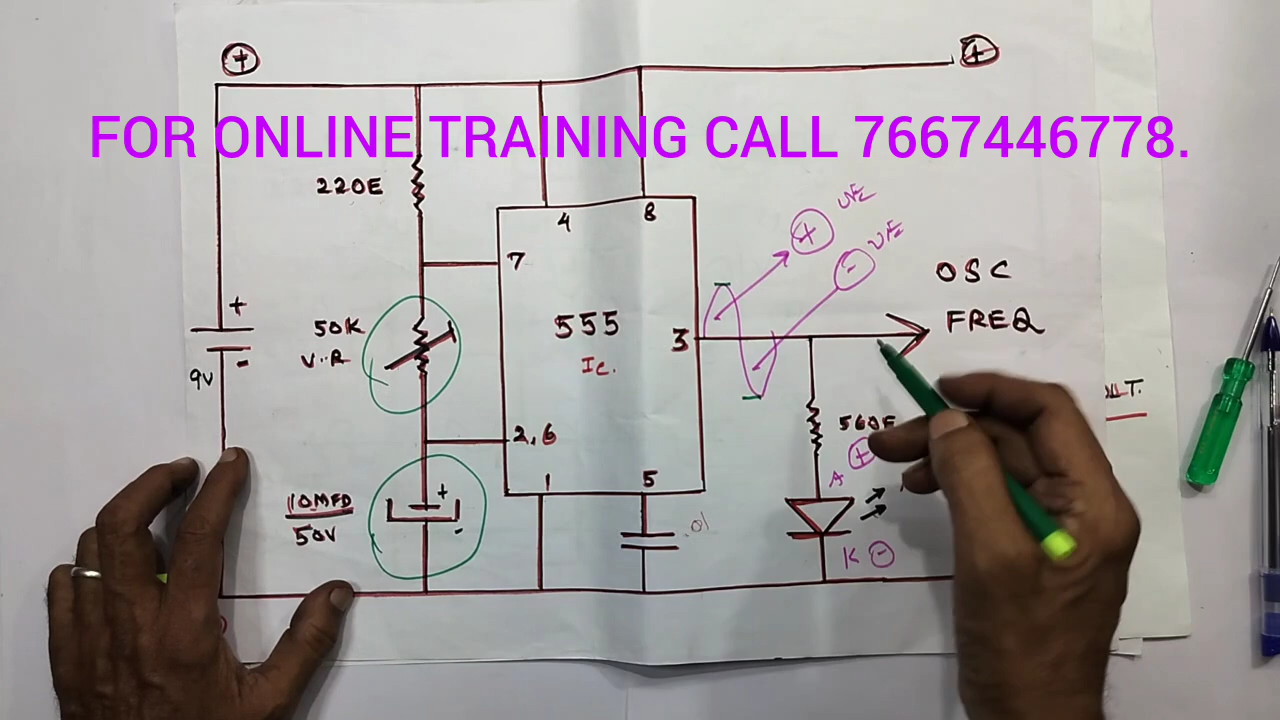 +
+
FOR ONLINE TRAINING CALL 7667446778.
220E
4
8
+ VE
- VE
7
OSC
FREQ
+
-
9V
50K
V.R
555
IC.
3
560E
A +
2,6
10MFD
50V
+
-
1
5
.01
K -